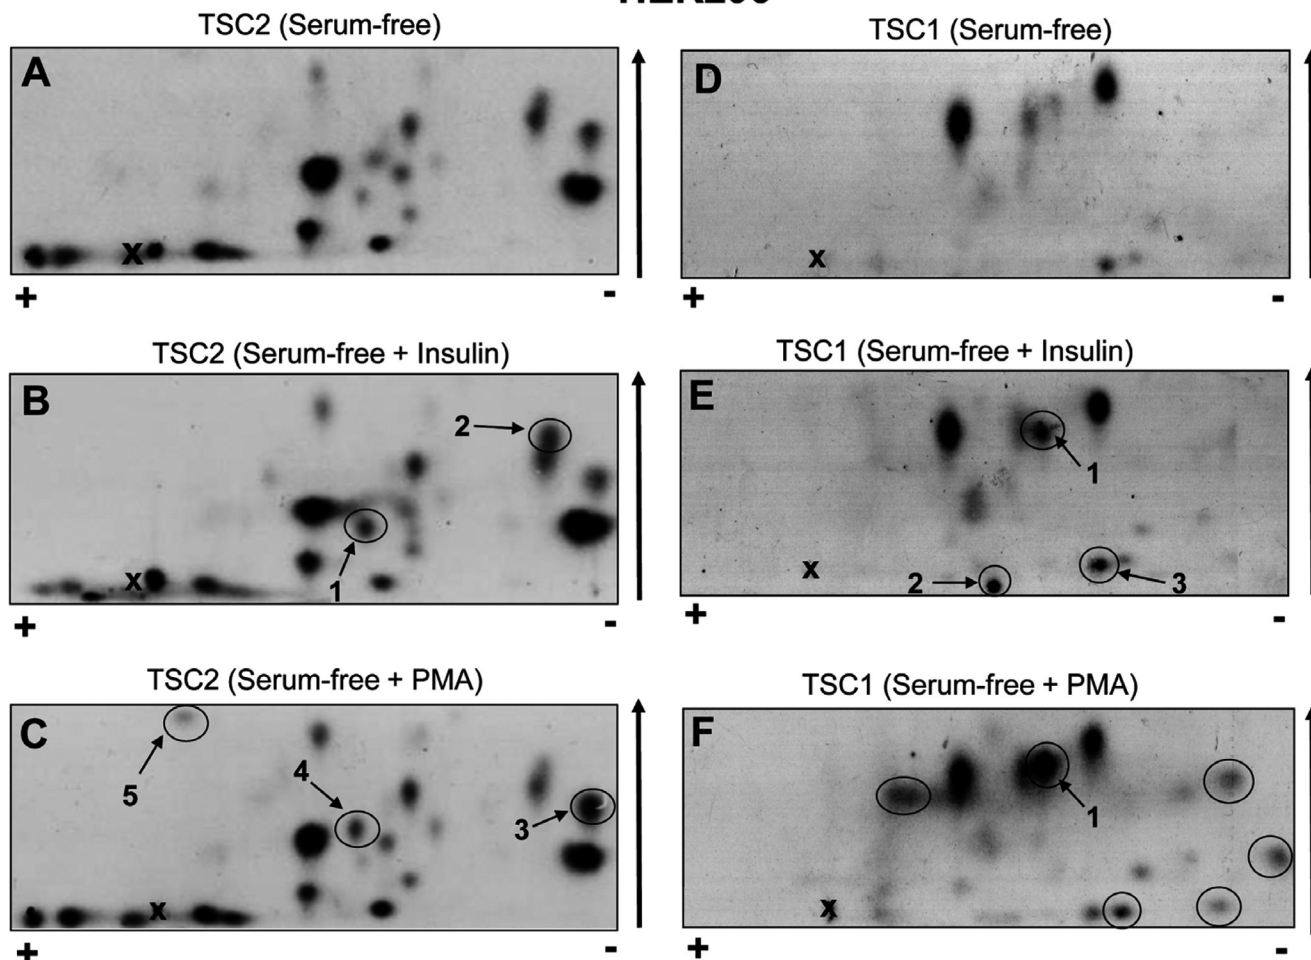 TSC2 (Serum-free)
A
x
+ -
TSC1 (Serum-free)
D
x
+ -
TSC2 (Serum-free + Insulin)
B
2
1
x
+ -
TSC1 (Serum-free + Insulin)
E
1
2
3
x
+ -
TSC2 (Serum-free + PMA)
C
5
4
3
x
+ -
TSC1 (Serum-free + PMA)
F
1
x
+ -